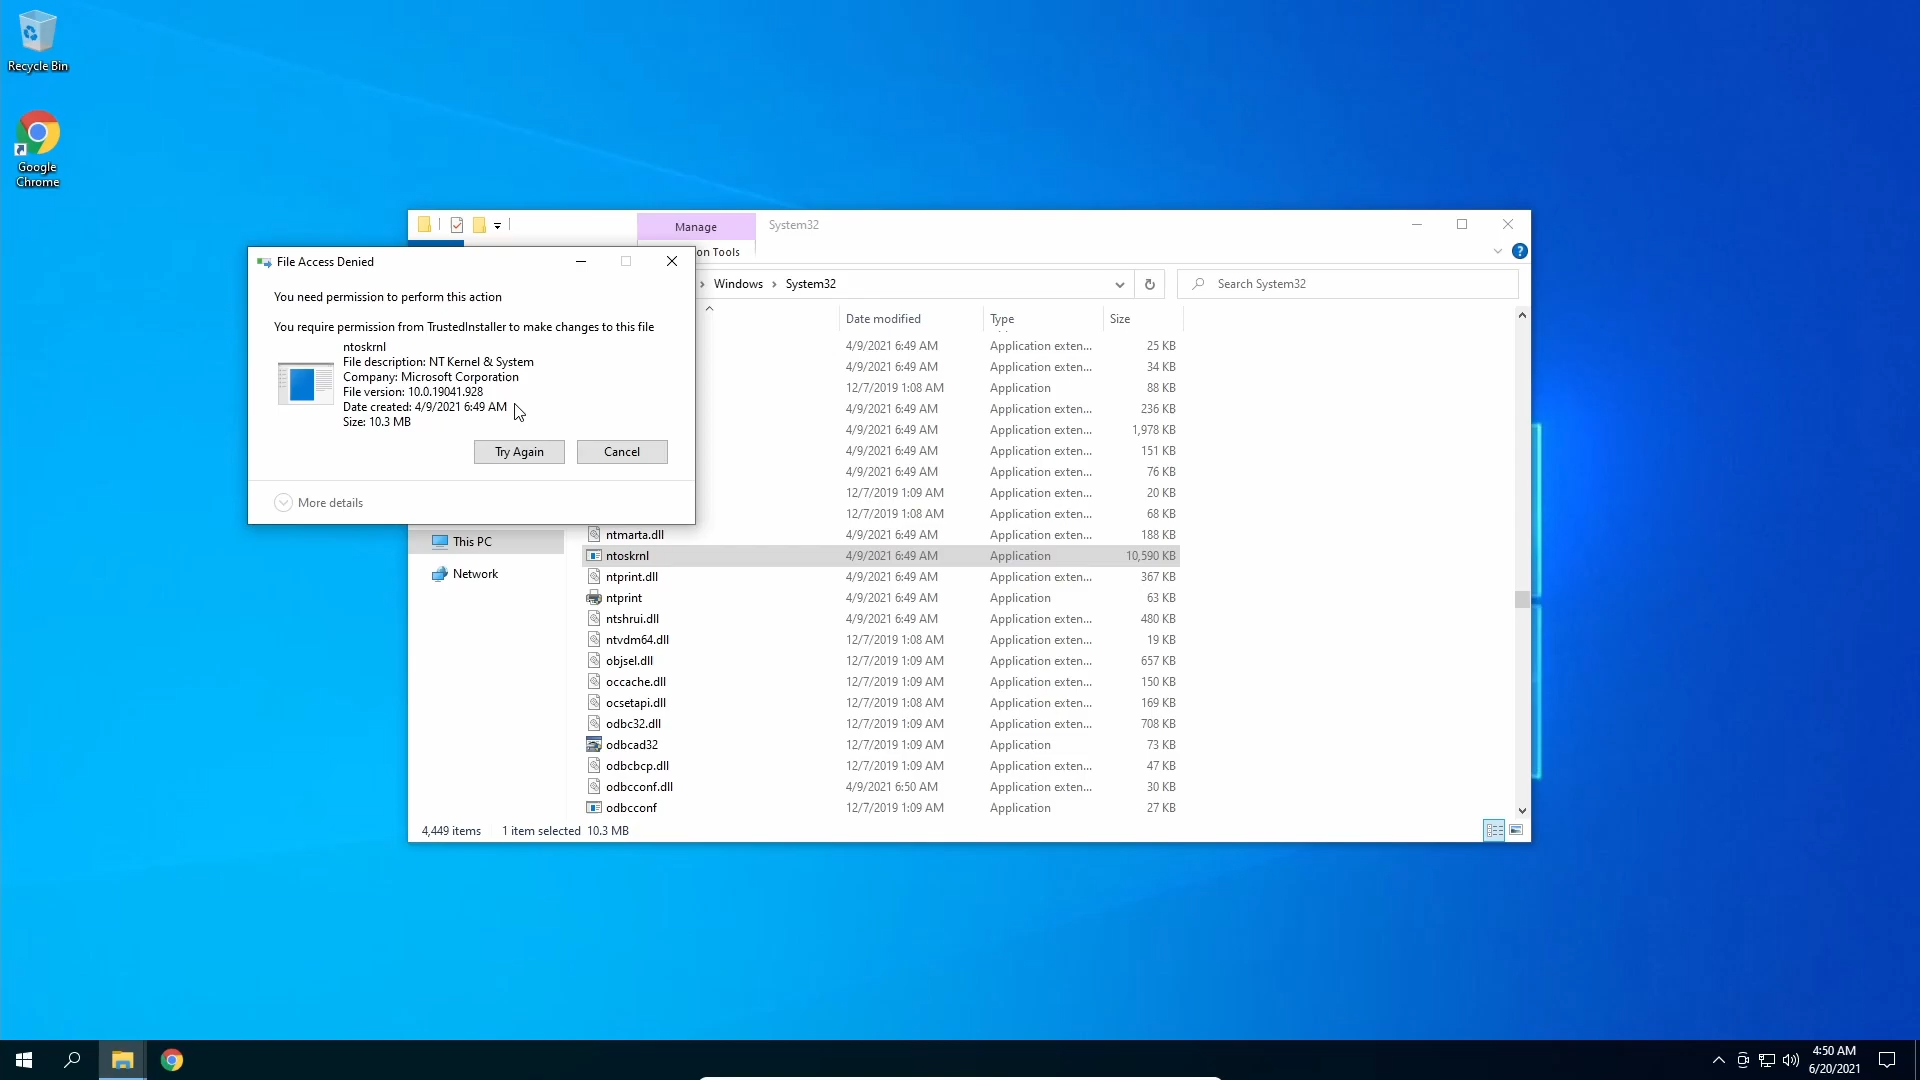 Recycle Bin
Google
Chrome
Manage
System32
on Tools
File Access Denied
You need permission to perform this action
You require permission from TrustedInstaller to make changes to this file
ntoskrnl
File description: NT Kernel & System
Company: Microsoft Corporation
File version: 10.0.19041.928
Date created: 4/9/2021 6:49 AM
Size: 10.3 MB
Try Again
Cancel
More details
Windows › System32
Search System32
Date modified Type Size
4/9/2021 6:49 AM Application exten... 25 KB
4/9/2021 6:49 AM Application exten... 34 KB
12/7/2019 1:08 AM Application 88 KB
4/9/2021 6:49 AM Application exten... 236 KB
4/9/2021 6:49 AM Application exten... 1,978 KB
4/9/2021 6:49 AM Application exten... 151 KB
4/9/2021 6:49 AM Application exten... 76 KB
12/7/2019 1:09 AM Application exten... 20 KB
12/7/2019 1:08 AM Application exten... 68 KB
This PC
Network
ntmarta.dll 4/9/2021 6:49 AM Application exten... 188 KB
ntoskrnl 4/9/2021 6:49 AM Application 10,590 KB
ntprint.dll 4/9/2021 6:49 AM Application exten... 367 KB
ntprint 4/9/2021 6:49 AM Application 63 KB
ntshrui.dll 4/9/2021 6:49 AM Application exten... 480 KB
ntvdm64.dll 12/7/2019 1:08 AM Application exten... 19 KB
objsel.dll 12/7/2019 1:09 AM Application exten... 657 KB
occache.dll 12/7/2019 1:09 AM Application exten... 150 KB
ocsetapi.dll 12/7/2019 1:08 AM Application exten... 169 KB
odbc32.dll 12/7/2019 1:09 AM Application exten... 708 KB
odbcad32 12/7/2019 1:09 AM Application 73 KB
odbcbcp.dll 12/7/2019 1:09 AM Application exten... 47 KB
odbcconf.dll 4/9/2021 6:50 AM Application exten... 30 KB
odbcconf 12/7/2019 1:09 AM Application 27 KB
4,449 items 1 item selected 10.3 MB
4:50 AM
6/20/2021